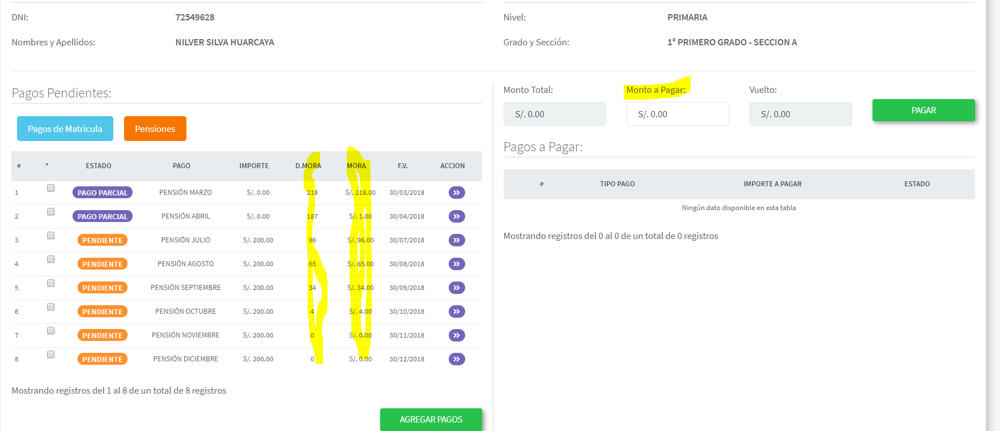 DNI: 72549628 Nivel: PRIMARIA
Nombres y Apellidos: NILVER SILVA HUARCAYA Grado y Sección: 1° PRIMERO GRADO - SECCION A
Pagos Pendientes:
Pagos de Matricula Pensiones
# * ESTADO PAGO IMPORTE D.MORA MORA F.V. ACCION
1 PAGO PARCIAL PENSIÓN MARZO S/. 0.00 218 S/. 218.00 30/03/2018
2 PAGO PARCIAL PENSIÓN ABRIL S/. 0.00 187 S/. 1.00 30/04/2018
3 PENDIENTE PENSIÓN JULIO S/. 200.00 96 S/. 96.00 30/07/2018
4 PENDIENTE PENSIÓN AGOSTO S/. 200.00 65 S/. 65.00 30/08/2018
5 PENDIENTE PENSIÓN SEPTIEMBRE S/. 200.00 34 S/. 34.00 30/09/2018
6 PENDIENTE PENSIÓN OCTUBRE S/. 200.00 4 S/. 4.00 30/10/2018
7 PENDIENTE PENSIÓN NOVIEMBRE S/. 200.00 0 S/. 0.00 30/11/2018
8 PENDIENTE PENSIÓN DICIEMBRE S/. 200.00 0 S/. 0.00 30/12/2018
Mostrando registros del 1 al 8 de un total de 8 registros
AGREGAR PAGOS
Monto Total: Monto a Pagar: Vuelto:
S/. 0.00 S/. 0.00 S/. 0.00 PAGAR
Pagos a Pagar:
# TIPO PAGO IMPORTE A PAGAR ESTADO
Ningún dato disponible en esta tabla
Mostrando registros del 0 al 0 de un total de 0 registros